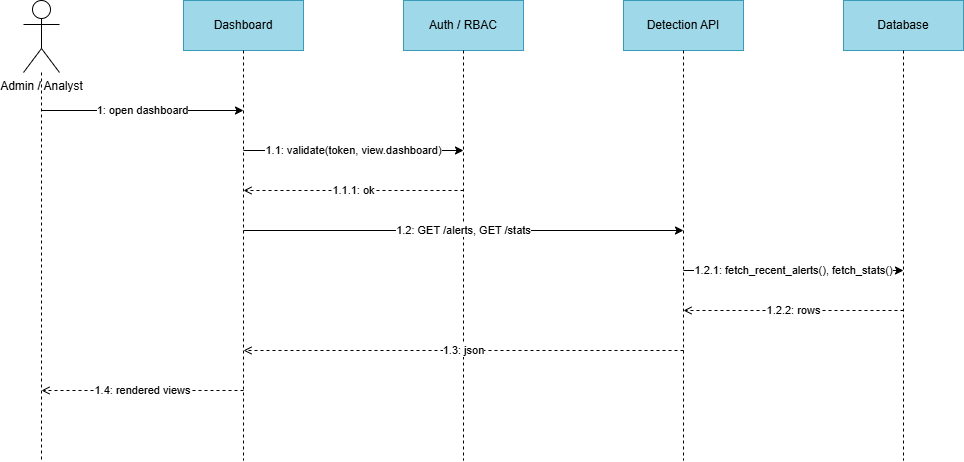 Dashboard
Auth / RBAC
Detection API
Database
Admin / Analyst
1: open dashboard
1.1: validate(token, view.dashboard)
1.1.1: ok
1.2: GET /alerts, GET /stats
1.2.1: fetch_recent_alerts(), fetch_stats()
1.2.2: rows
1.3: json
1.4: rendered views